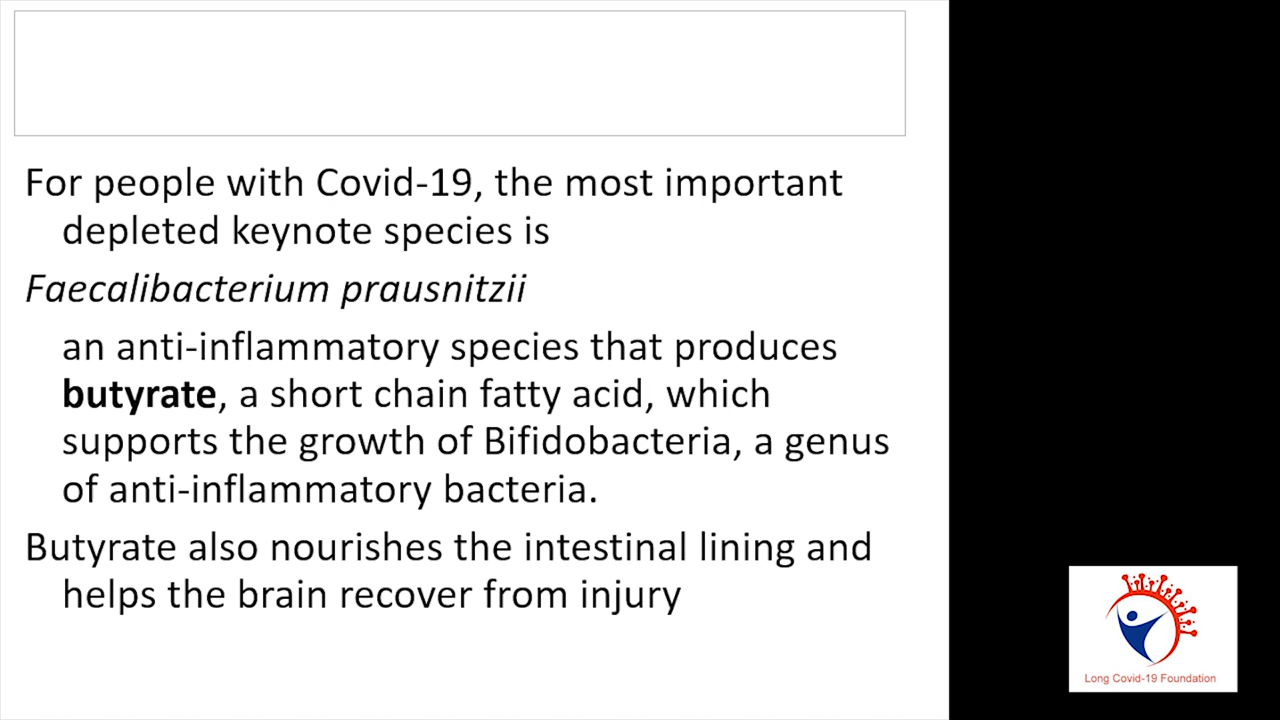 For people with Covid-19, the most important
depleted keynote species is
Faecalibacterium prausnitzii
an anti-inflammatory species that produces
butyrate, a short chain fatty acid, which
supports the growth of Bifidobacteria, a genus
of anti-inflammatory bacteria.
Butyrate also nourishes the intestinal lining and
helps the brain recover from injury
Long Covid-19 Foundation